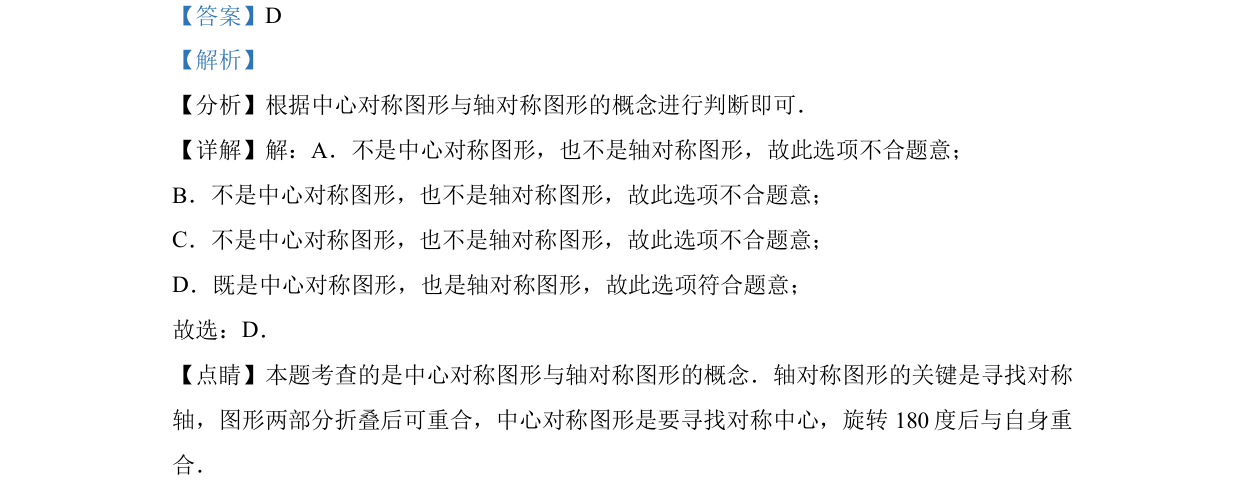 【答案】D
【解析】
【分析】根据中心对称图形与轴对称图形的概念进行判断即可．
【详解】解：A．不是中心对称图形，也不是轴对称图形，故此选项不合题意；
B．不是中心对称图形，也不是轴对称图形，故此选项不合题意；
C．不是中心对称图形，也不是轴对称图形，故此选项不合题意；
D．既是中心对称图形，也是轴对称图形，故此选项符合题意；
故选：D．
【点睛】本题考查的是中心对称图形与轴对称图形的概念．轴对称图形的关键是寻找对称
轴，图形两部分折叠后可重合，中心对称图形是要寻找对称中心，旋转 180 度后与自身重
合．